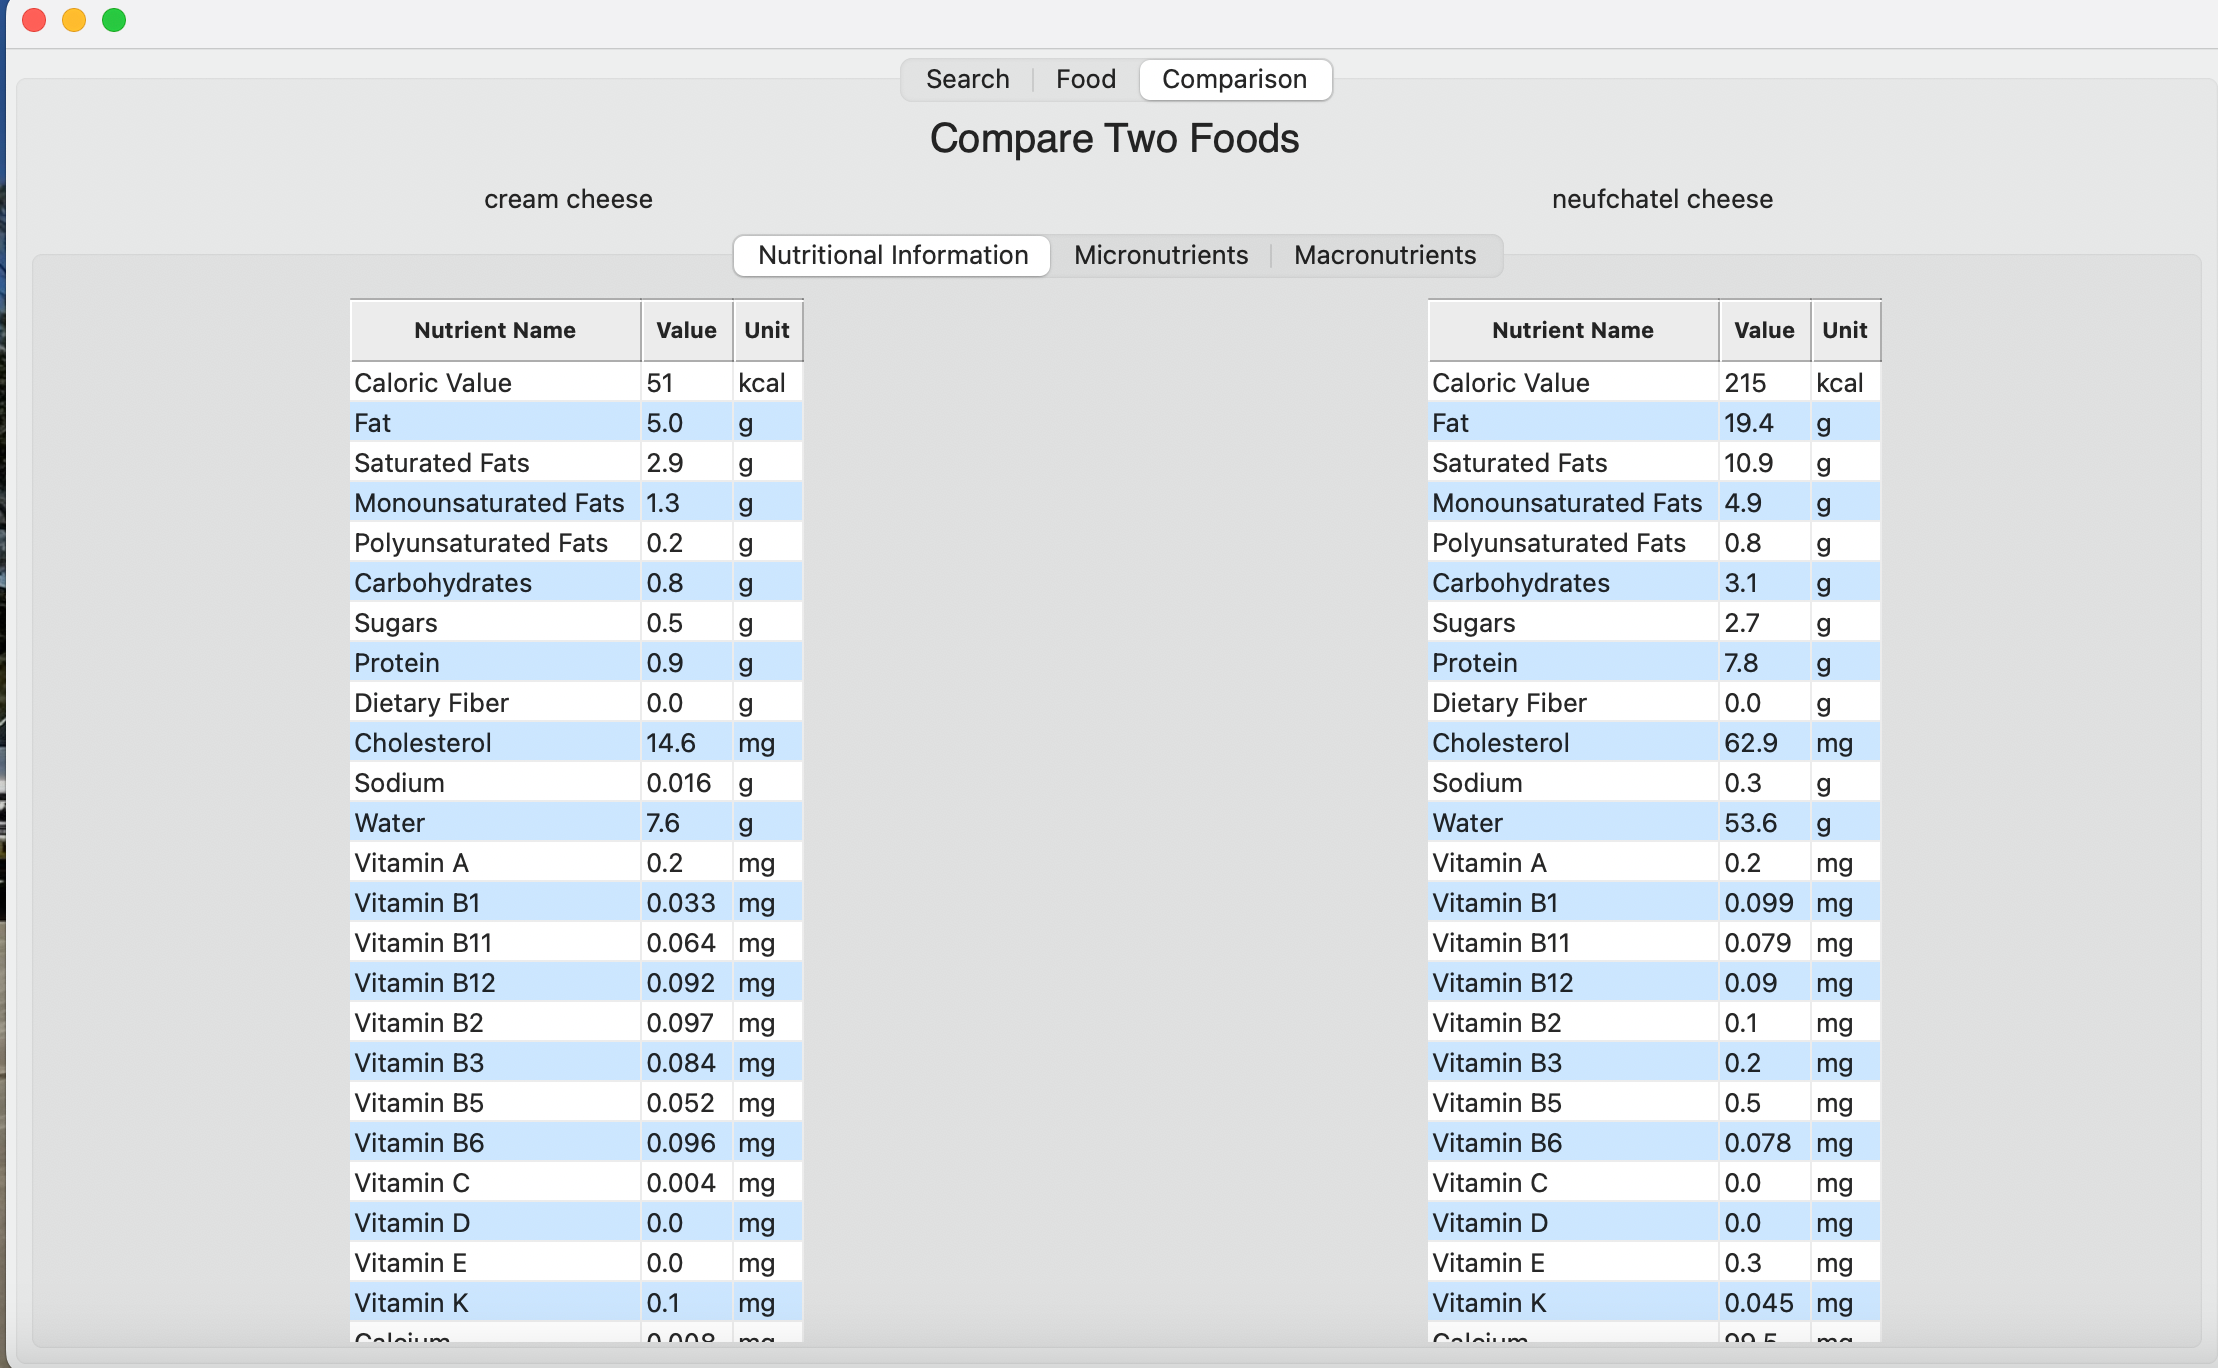 Search Food Comparison
Compare Two Foods
cream cheese neufchatel cheese
Nutritional Information Micronutrients Macronutrients
Nutrient Name Value Unit Nutrient Name Value Unit
Caloric Value 51 kcal Caloric Value 215 kcal
Fat 5.0 g Fat 19.4 g
Saturated Fats 2.9 g Saturated Fats 10.9 g
Monounsaturated Fats 1.3 g Monounsaturated Fats 4.9 g
Polyunsaturated Fats 0.2 g Polyunsaturated Fats 0.8 g
Carbohydrates 0.8 g Carbohydrates 3.1 g
Sugars 0.5 g Sugars 2.7 g
Protein 0.9 g Protein 7.8 g
Dietary Fiber 0.0 g Dietary Fiber 0.0 g
Cholesterol 14.6 mg Cholesterol 62.9 mg
Sodium 0.016 g Sodium 0.3 g
Water 7.6 g Water 53.6 g
Vitamin A 0.2 mg Vitamin A 0.2 mg
Vitamin B1 0.033 mg Vitamin B1 0.099 mg
Vitamin B11 0.064 mg Vitamin B11 0.079 mg
Vitamin B12 0.092 mg Vitamin B12 0.09 mg
Vitamin B2 0.097 mg Vitamin B2 0.1 mg
Vitamin B3 0.084 mg Vitamin B3 0.2 mg
Vitamin B5 0.052 mg Vitamin B5 0.5 mg
Vitamin B6 0.096 mg Vitamin B6 0.078 mg
Vitamin C 0.004 mg Vitamin C 0.0 mg
Vitamin D 0.0 mg Vitamin D 0.0 mg
Vitamin E 0.0 mg Vitamin E 0.3 mg
Vitamin K 0.1 mg Vitamin K 0.045 mg
Calcium 0.008 mg Calcium 99.5 mg